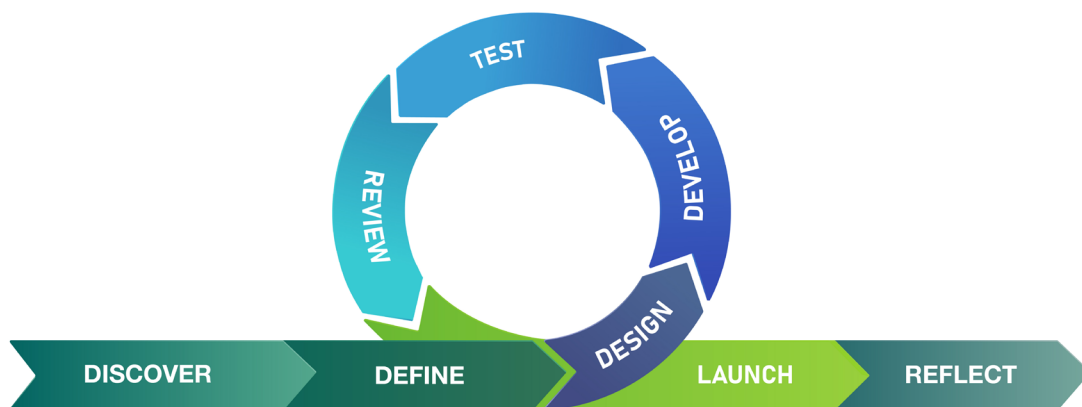 TEST
DEVELOP
REVIEW
DESIGN
DISCOVER
DEFINE
LAUNCH
REFLECT